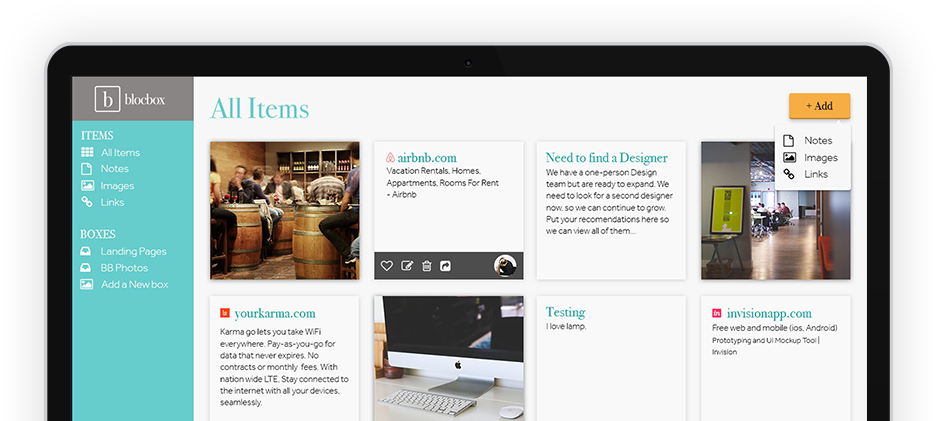 b blocbox
All Items
+ Add
Notes
Images
Links
ITEMS
All Items
Notes
Images
Links
BOXES
Landing Pages
BB Photos
Add a New box
airbnb.com
Vacation Rentals, Homes,
Appartments, Rooms For Rent
- Airbnb
Need to find a Designer
We have a one-person Design
team but are ready to expand. We
need to look for a second designer
now, so we can continue to grow.
Put your recomendations here so
we can view all of them...
yourkarma.com
Karma go lets you take WiFi
everywhere. Pay-as-you-go for
data that never expires. No
contracts or monthly fees. With
nation wide LTE. Stay connected to
the internet with all your devices,
seamlessly.
Testing
I love lamp.
in invisionapp.com
Free web and mobile (ios, Android)
Prototyping and UI Mockup Tool |
Invision